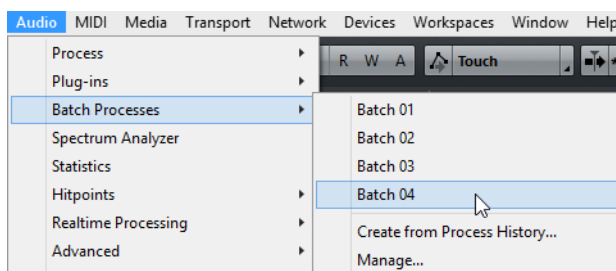 Audio MIDI Media Transport Network Devices Workspaces Window Help
Process
R W A Touch
Plug-ins
Batch Processes
Batch 01
Spectrum Analyzer
Batch 02
Statistics
Batch 03
Hitpoints
Batch 04
Realtime Processing
Create from Process History...
Advanced
Manage...